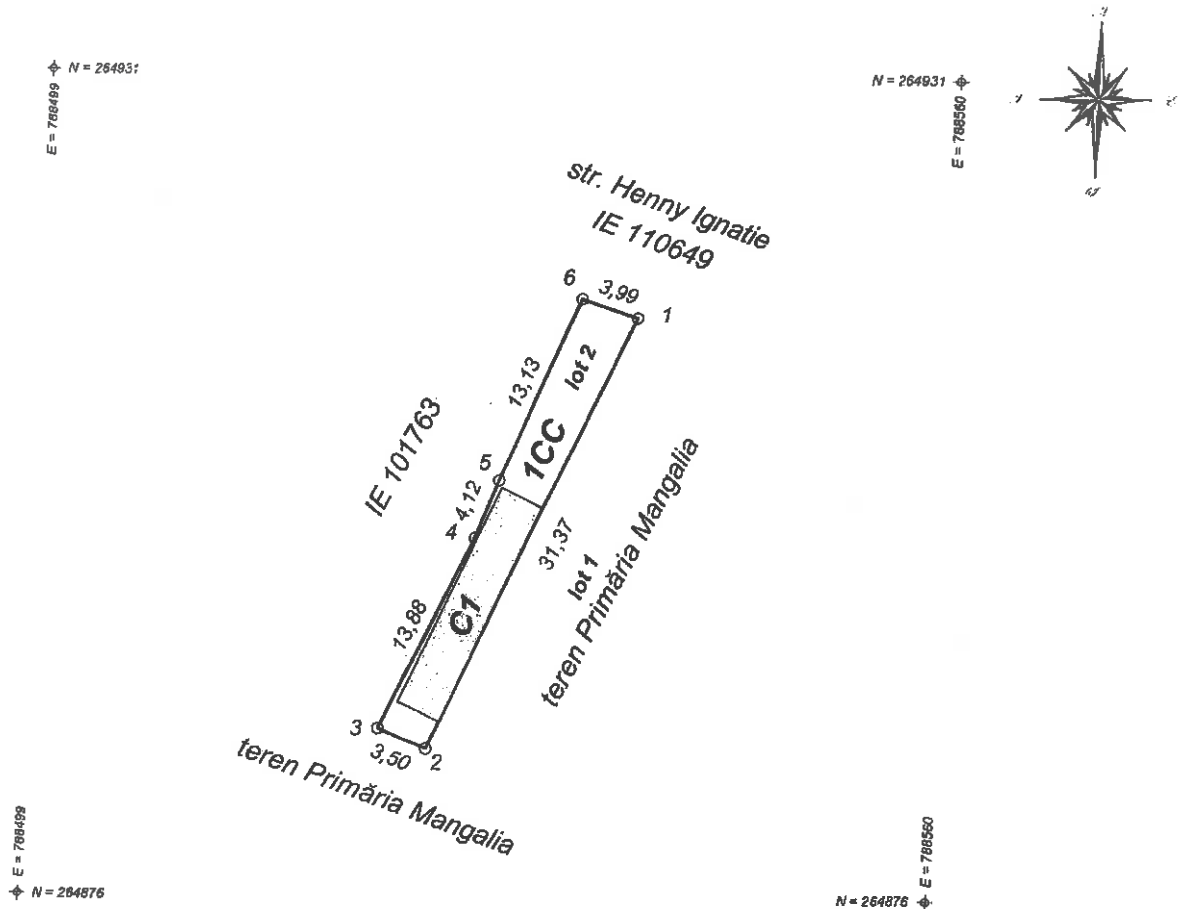 N = 264931
E = 788499
N = 264931
E = 788560
str. Henny Ignatie
IE 110649
6
3,99
1
lot 2
13,13
1CC
IE 101763
5
4,12
4
31,37
lot 1
teren Primăria Mangalia
C1
13,88
3
3,50
2
teren Primăria Mangalia
E = 788499
N = 264876
E = 788560
N = 264876